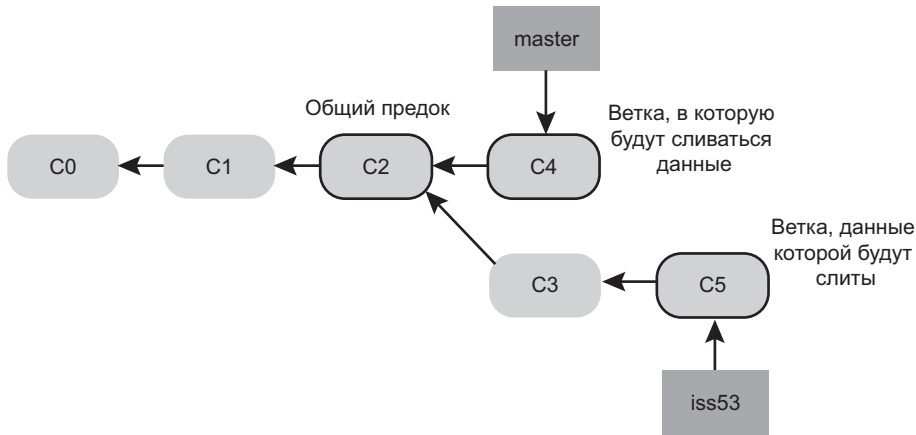 master
Общий предок
Ветка, в которую
будут сливаться
данные
C0
C1
C2
C4
Ветка, данные
которой будут
слиты
C3
C5
iss53